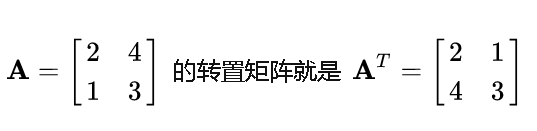 A = [2 4; 1 3] 的转置矩阵就是 A^T = [2 1; 4 3]